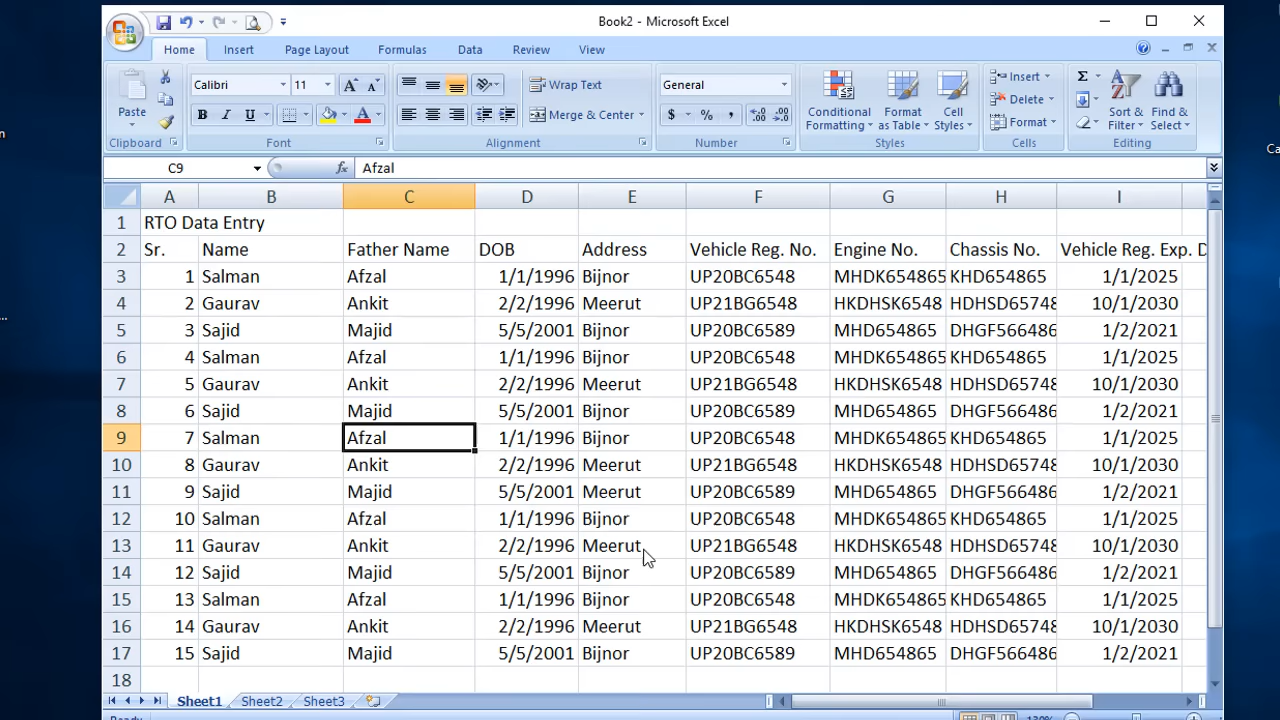 Book2 - Microsoft Excel
Home Insert Page Layout Formulas Data Review View
Paste
Calibri 11
B I U
Wrap Text
Merge & Center
General
$ % ,
Conditional Formatting
Format as Table
Cell Styles
Insert
Delete
Format
Σ
Sort & Filter
Find & Select
Clipboard Font Alignment Number Styles Cells Editing
C9 fx Afzal
A B C D E F G H I
1 RTO Data Entry
2 Sr. Name Father Name DOB Address Vehicle Reg. No. Engine No. Chassis No. Vehicle Reg. Exp. D
3 1 Salman Afzal 1/1/1996 Bijnor UP20BC6548 MHDK654865 KHD654865 1/1/2025
4 2 Gaurav Ankit 2/2/1996 Meerut UP21BG6548 HKDHSK6548 HDHSD65748 10/1/2030
5 3 Sajid Majid 5/5/2001 Bijnor UP20BC6589 MHD654865 DHGF566486 1/2/2021
6 4 Salman Afzal 1/1/1996 Bijnor UP20BC6548 MHDK654865 KHD654865 1/1/2025
7 5 Gaurav Ankit 2/2/1996 Meerut UP21BG6548 HKDHSK6548 HDHSD65748 10/1/2030
8 6 Sajid Majid 5/5/2001 Bijnor UP20BC6589 MHD654865 DHGF566486 1/2/2021
9 7 Salman Afzal 1/1/1996 Bijnor UP20BC6548 MHDK654865 KHD654865 1/1/2025
10 8 Gaurav Ankit 2/2/1996 Meerut UP21BG6548 HKDHSK6548 HDHSD65748 10/1/2030
11 9 Sajid Majid 5/5/2001 Meerut UP20BC6589 MHD654865 DHGF566486 1/2/2021
12 10 Salman Afzal 1/1/1996 Bijnor UP20BC6548 MHDK654865 KHD654865 1/1/2025
13 11 Gaurav Ankit 2/2/1996 Meerut UP21BG6548 HKDHSK6548 HDHSD65748 10/1/2030
14 12 Sajid Majid 5/5/2001 Bijnor UP20BC6589 MHD654865 DHGF566486 1/2/2021
15 13 Salman Afzal 1/1/1996 Bijnor UP20BC6548 MHDK654865 KHD654865 1/1/2025
16 14 Gaurav Ankit 2/2/1996 Meerut UP21BG6548 HKDHSK6548 HDHSD65748 10/1/2030
17 15 Sajid Majid 5/5/2001 Bijnor UP20BC6589 MHD654865 DHGF566486 1/2/2021
18
Sheet1 Sheet2 Sheet3